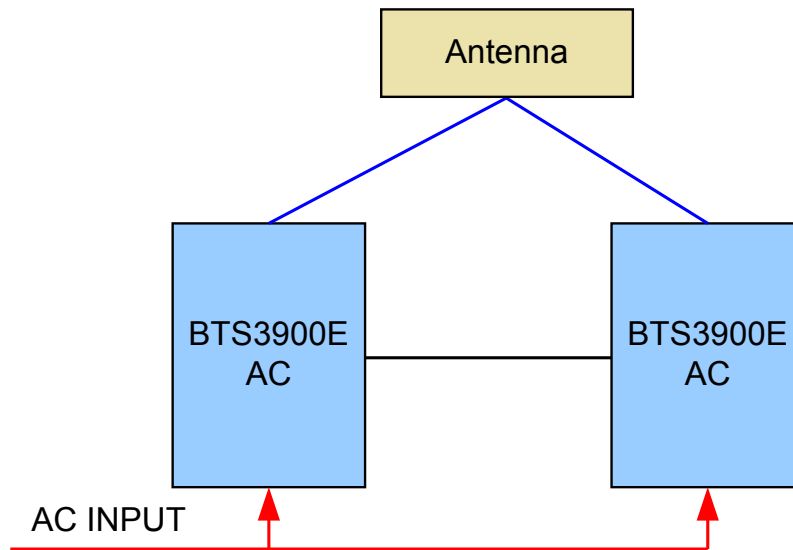 Antenna
BTS3900E
AC
BTS3900E
AC
AC INPUT